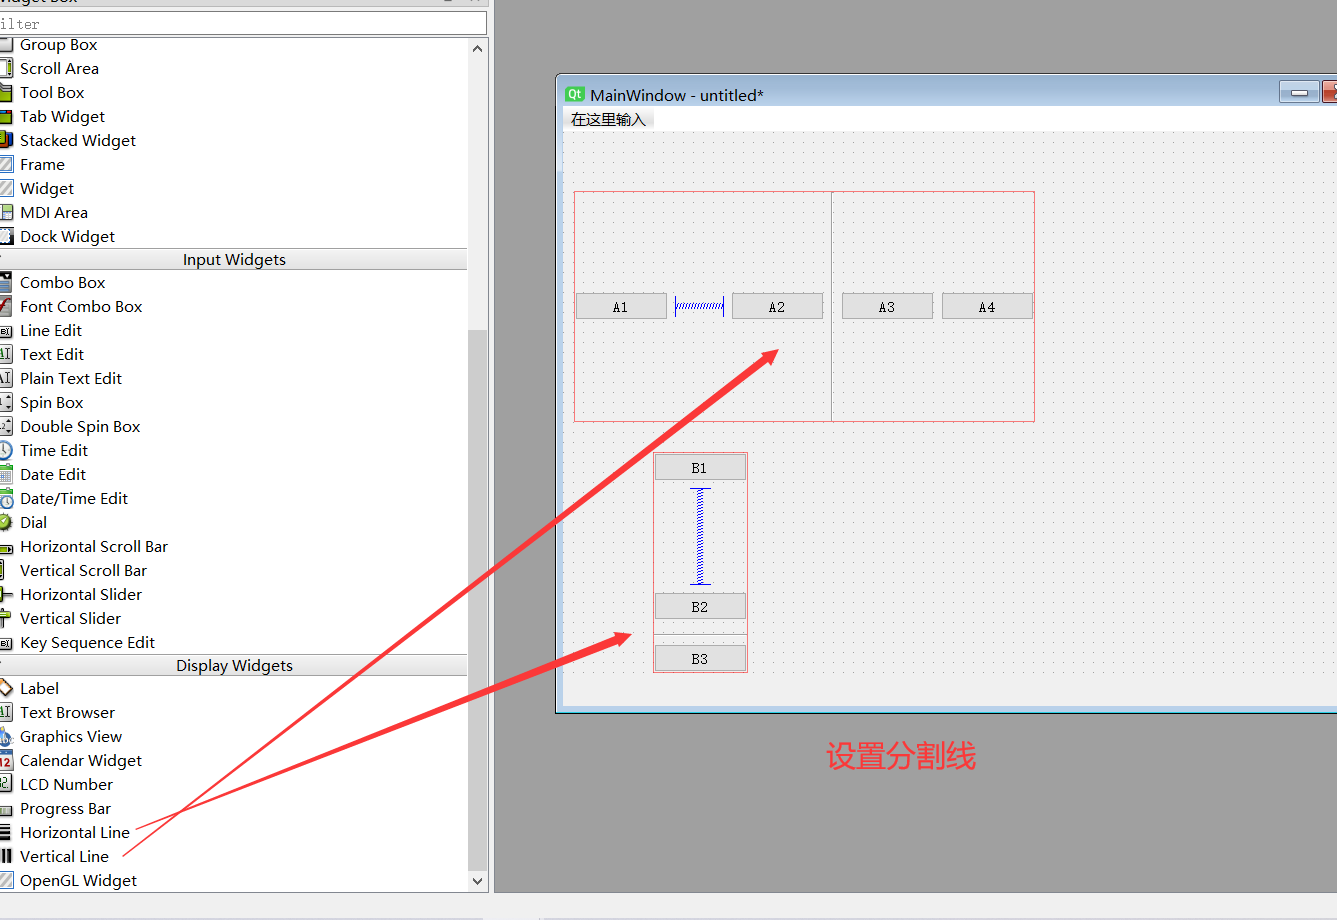 ilter
Group Box
Scroll Area
Tool Box
Tab Widget
Stacked Widget
Frame
Widget
MDI Area
Dock Widget
Input Widgets
Combo Box
Font Combo Box
Line Edit
Text Edit
Plain Text Edit
Spin Box
Double Spin Box
Time Edit
Date Edit
Date/Time Edit
Dial
Horizontal Scroll Bar
Vertical Scroll Bar
Horizontal Slider
Vertical Slider
Key Sequence Edit
Display Widgets
Label
Text Browser
Graphics View
Calendar Widget
LCD Number
Progress Bar
Horizontal Line
Vertical Line
OpenGL Widget
Qt MainWindow - untitled*
在这里输入
A1 A2 A3 A4
B1
B2
B3
设置分割线